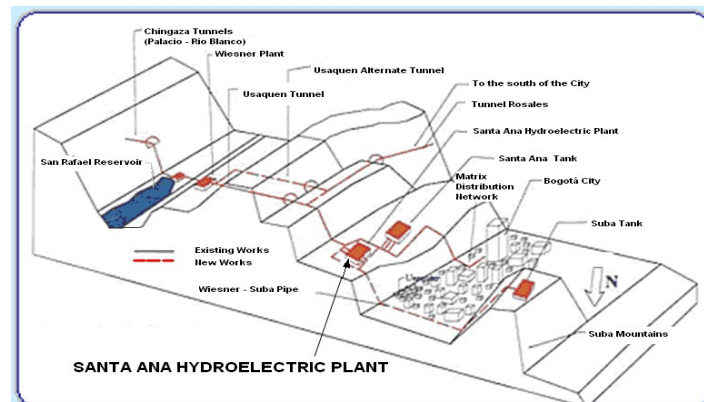 Chingaza Tunnels
(Palacio - Rio Blanco)
Wiesner Plant
Usaquen Alternate Tunnel
Usaquen Tunnel
To the south of the City
Tunnel Rosales
Santa Ana Hydroelectric Plant
San Rafael Reservoir
Santa Ana Tank
Matrix
Distribution
Network
Bogotá City
Suba Tank
Existing Works
New Works
Wiesner - Suba Pipe
N
Suba Mountains
SANTA ANA HYDROELECTRIC PLANT